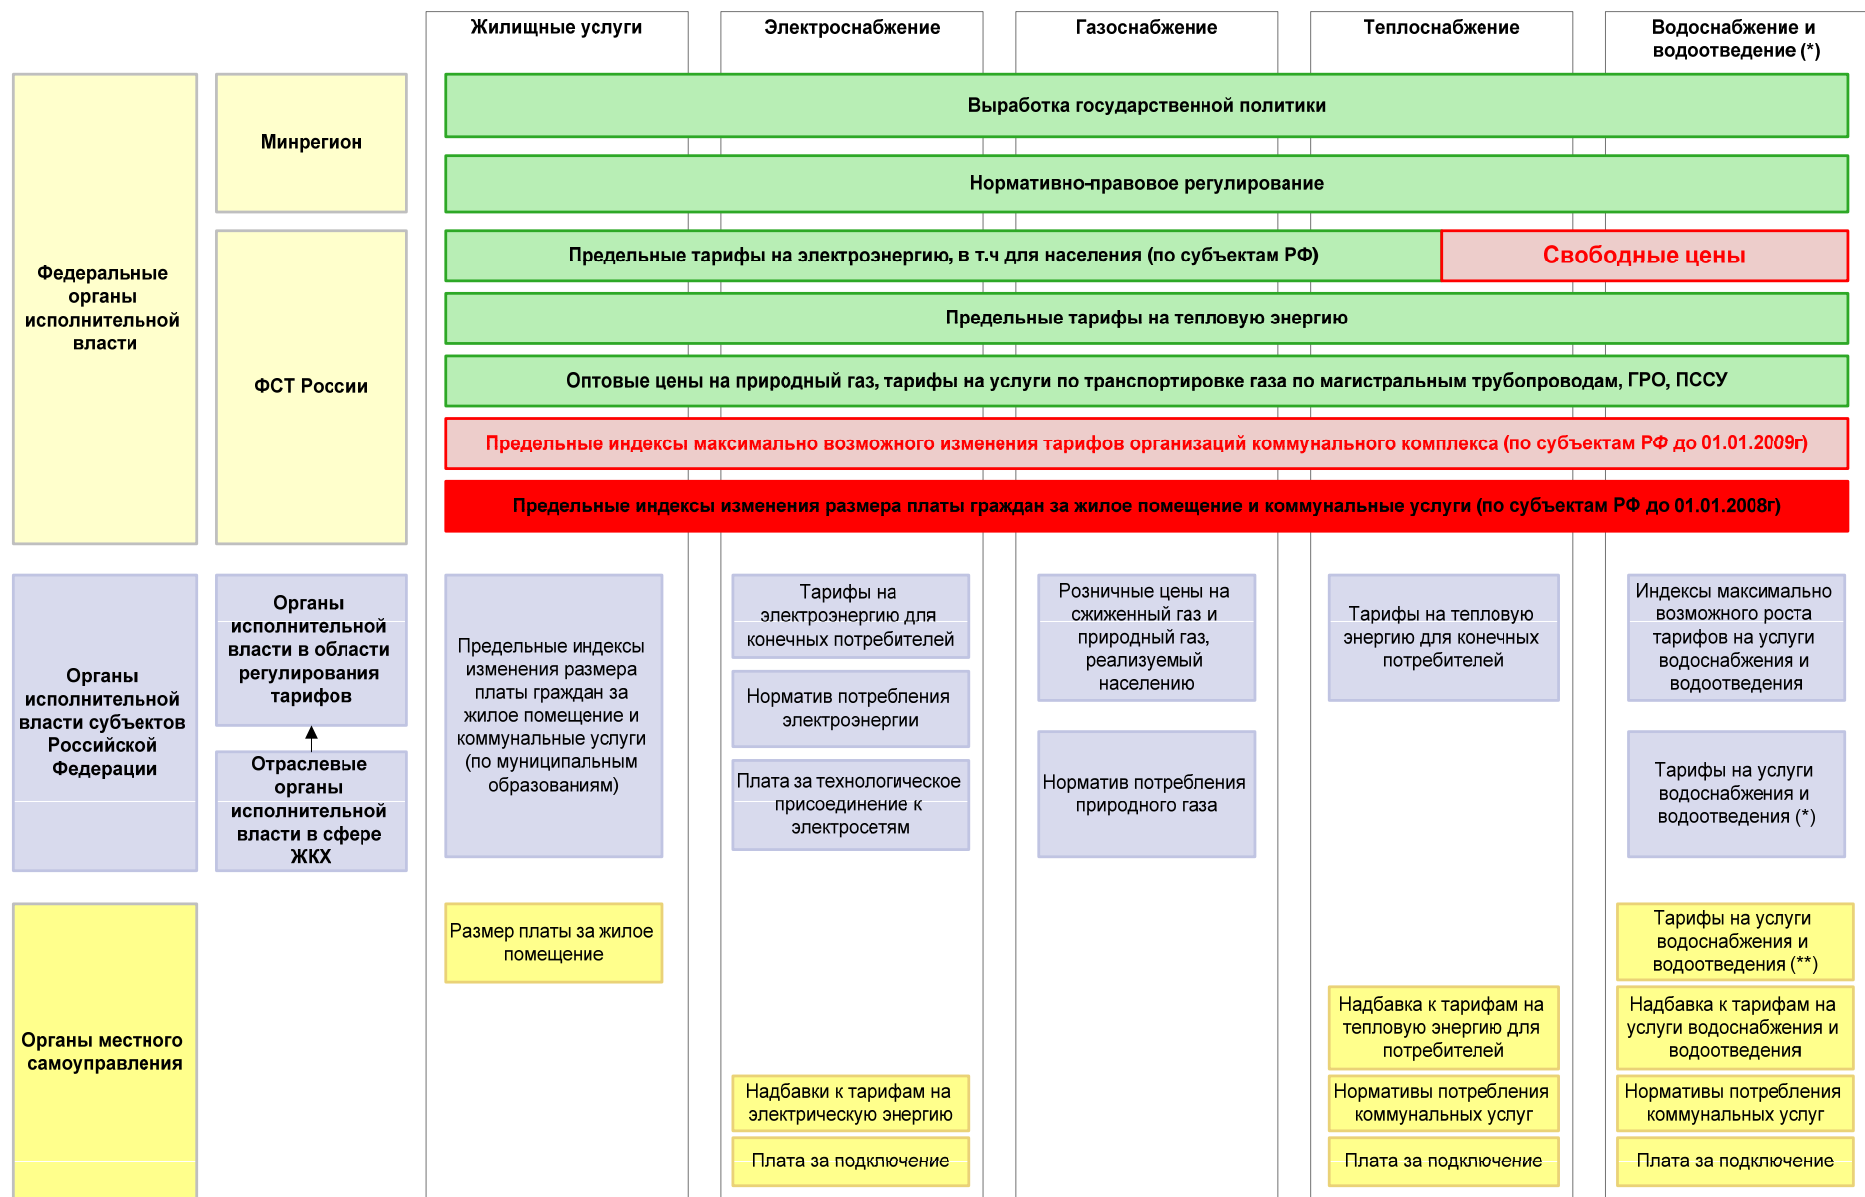 Жилищные услуги
Электроснабжение
Газоснабжение
Теплоснабжение
Водоснабжение и
водоотведение (*)
Федеральные
органы
исполнительной
власти
Минрегион
Выработка государственной политики
Нормативно-правовое регулирование
ФСТ России
Предельные тарифы на электроэнергию, в т.ч для населения (по субъектам РФ)
Свободные цены
Предельные тарифы на тепловую энергию
Оптовые цены на природный газ, тарифы на услуги по транспортировке газа по магистральным трубопроводам, ГРО, ПССУ
Предельные индексы максимально возможного изменения тарифов организаций коммунального комплекса (по субъектам РФ до 01.01.2009г)
Предельные индексы изменения размера платы граждан за жилое помещение и коммунальные услуги (по субъектам РФ до 01.01.2008г)
Органы
исполнительной
власти субъектов
Российской
Федерации
Органы
исполнительной
власти в области
регулирования
тарифов
Отраслевые
органы
исполнительной
власти в сфере
ЖКХ
Предельные индексы
изменения размера
платы граждан за
жилое помещение и
коммунальные услуги
(по муниципальным
образованиям)
Тарифы на
электроэнергию для
конечных потребителей
Норматив потребления
электроэнергии
Плата за технологическое
присоединение к
электросетям
Розничные цены на
сжиженный газ и
природный газ,
реализуемый
населению
Норматив потребления
природного газа
Тарифы на тепловую
энергию для конечных
потребителей
Индексы максимально
возможного роста
тарифов на услуги
водоснабжения и
водоотведения
Тарифы на услуги
водоснабжения и
водоотведения (*)
Органы местного
самоуправления
Размер платы за жилое
помещение
Надбавки к тарифам на
электрическую энергию
Плата за подключение
Надбавка к тарифам на
тепловую энергию для
потребителей
Нормативы потребления
коммунальных услуг
Плата за подключение
Тарифы на услуги
водоснабжения и
водоотведения (**)
Надбавка к тарифам на
услуги водоснабжения и
водоотведения
Нормативы потребления
коммунальных услуг
Плата за подключение